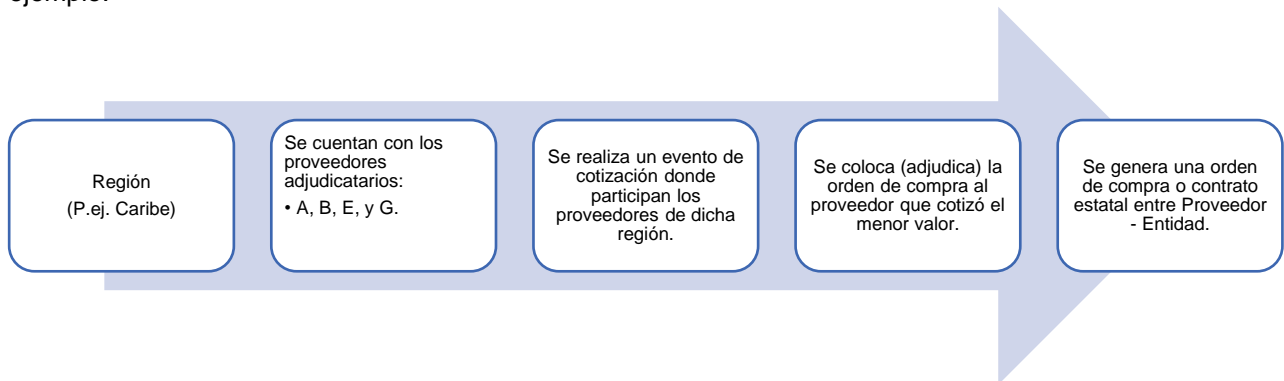 ejemplo:
Región
(P.ej. Caribe)
Se cuentan con los
proveedores
adjudicatarios:
• A, B, E, y G.
Se realiza un evento de
cotización donde
participan los
proveedores de dicha
región.
Se coloca (adjudica) la
orden de compra al
proveedor que cotizó el
menor valor.
Se genera una orden
de compra o contrato
estatal entre Proveedor
- Entidad.